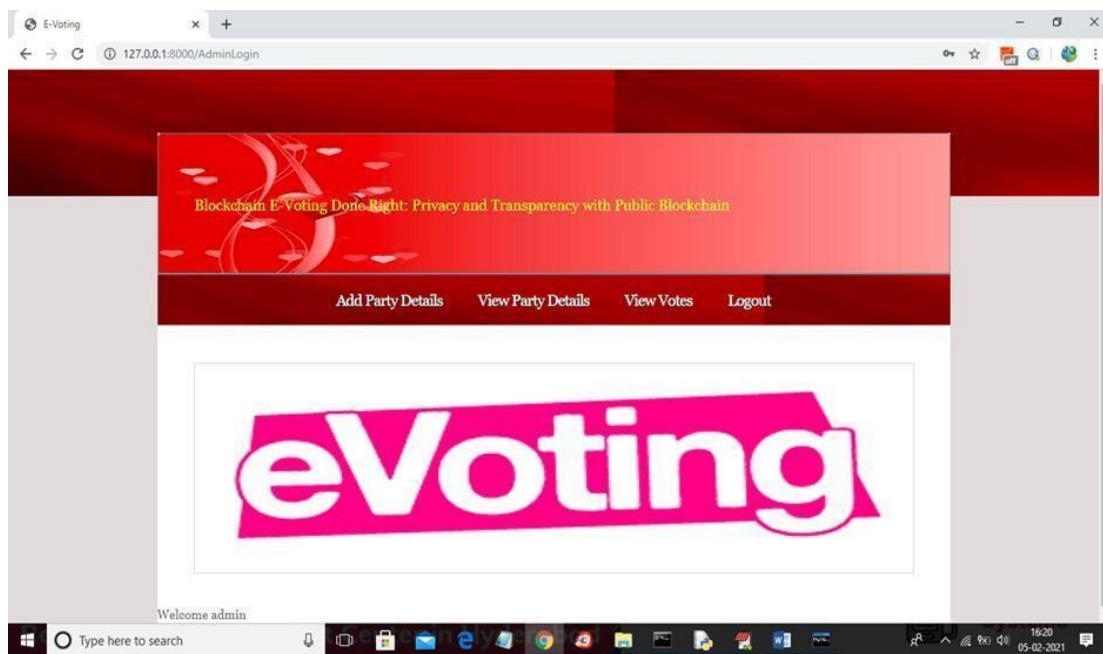 E-Voting
127.0.0.1:8000/AdminLogin
off
Blockchain E-Voting Done Right: Privacy and Transparency with Public Blockchain
Add Party Details View Party Details View Votes Logout
eVoting
Welcome admin
Type here to search
16:20
05-02-2021